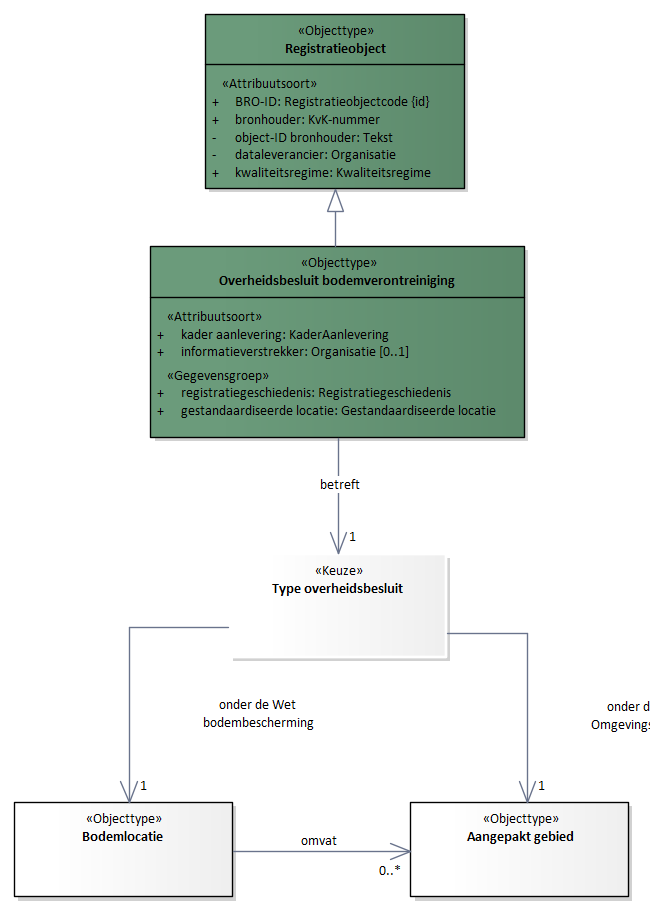 «Objecttype»
Registratieobject
«Attribuutsoort»
+ BRO-ID: Registratieobjectcode {id}
+ bronhouder: KvK-nummer
- object-ID bronhouder: Tekst
- dataleverancier: Organisatie
+ kwaliteitsregime: Kwaliteitsregime
«Objecttype»
Overheidsbesluit bodemverontreiniging
«Attribuutsoort»
+ kader aanlevering: KaderAanlevering
+ informatieverstrekker: Organisatie [0..1]
«Gegevensgroep»
+ registratiegeschiedenis: Registratiegeschiedenis
+ gestandaardiseerde locatie: Gestandaardiseerde locatie
betreft
1
«Keuze»
Type overheidsbesluit
onder de Wet
bodembescherming
onder d
Omgevings
1
1
«Objecttype»
Bodemlocatie
omvat
0..*
«Objecttype»
Aangepakt gebied